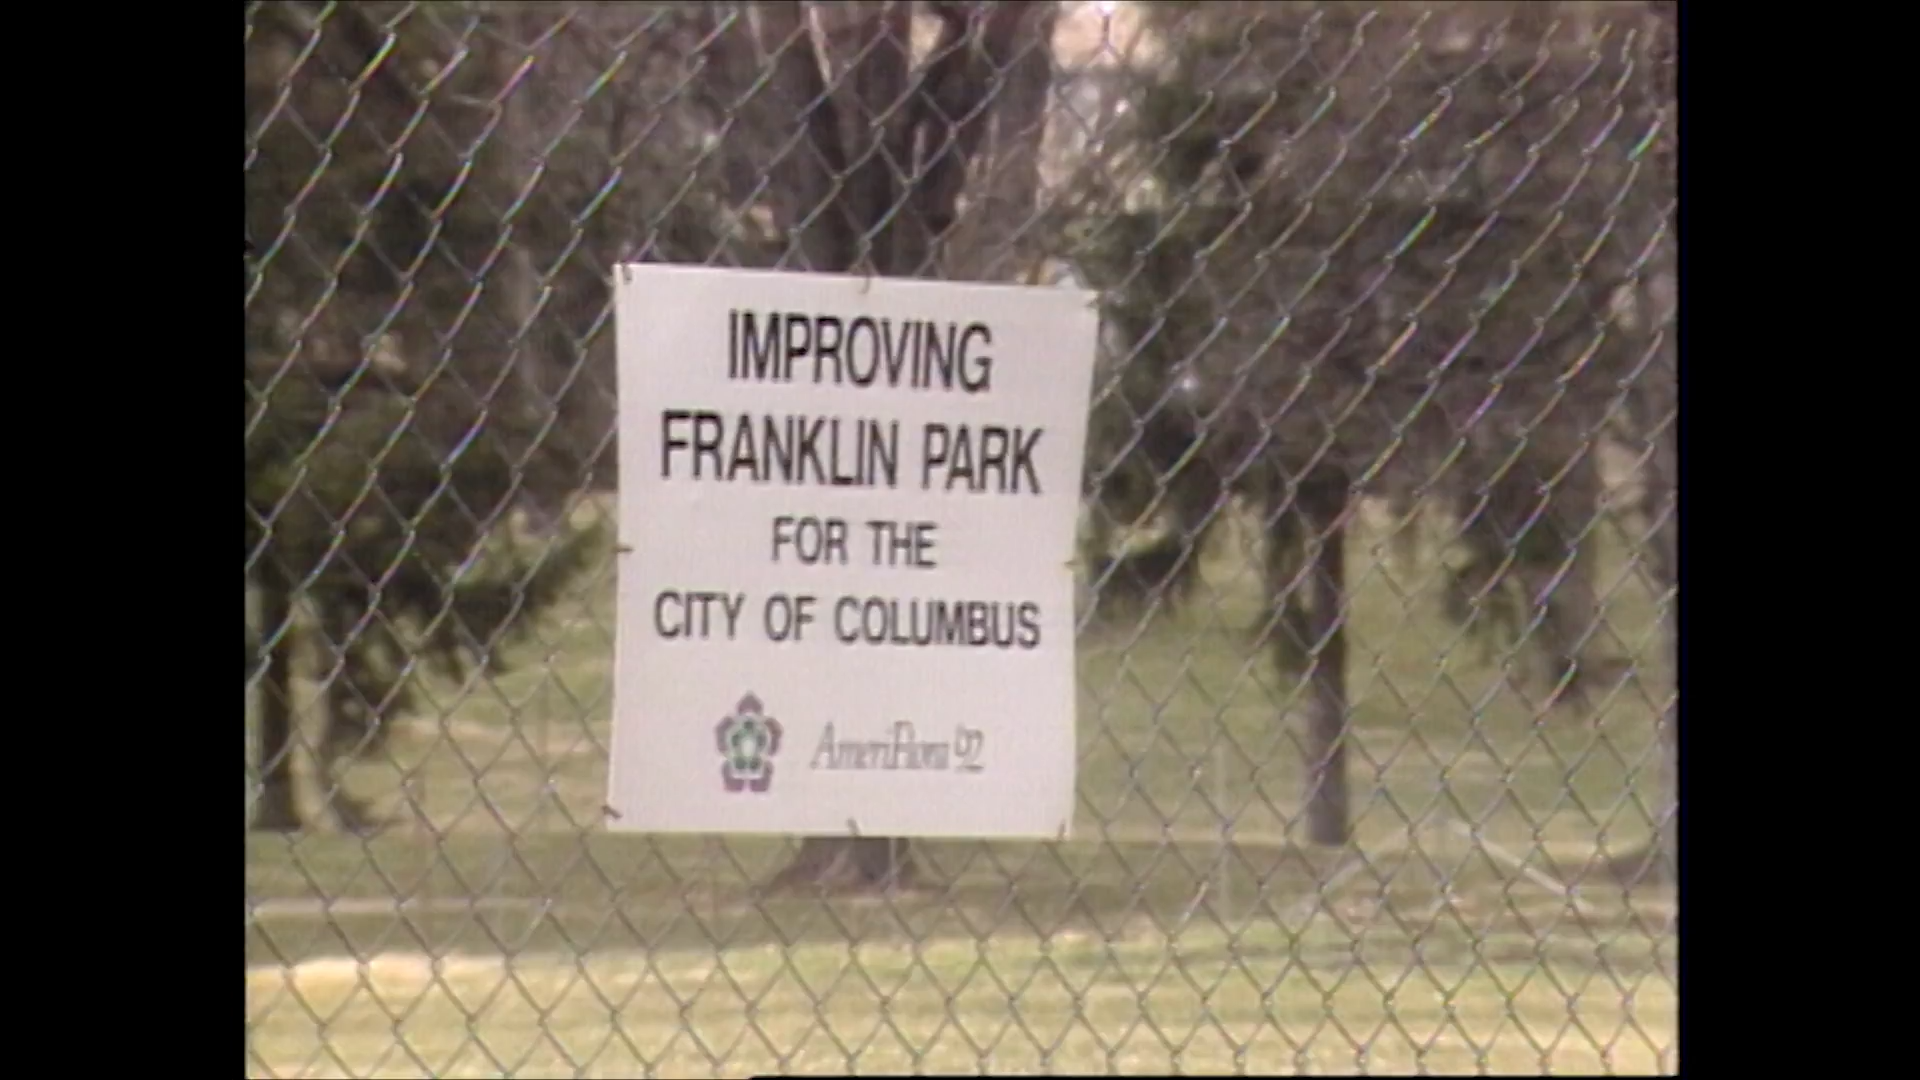 IMPROVING
FRANKLIN PARK
FOR THE
CITY OF COLUMBUS
AmeriFlora '92